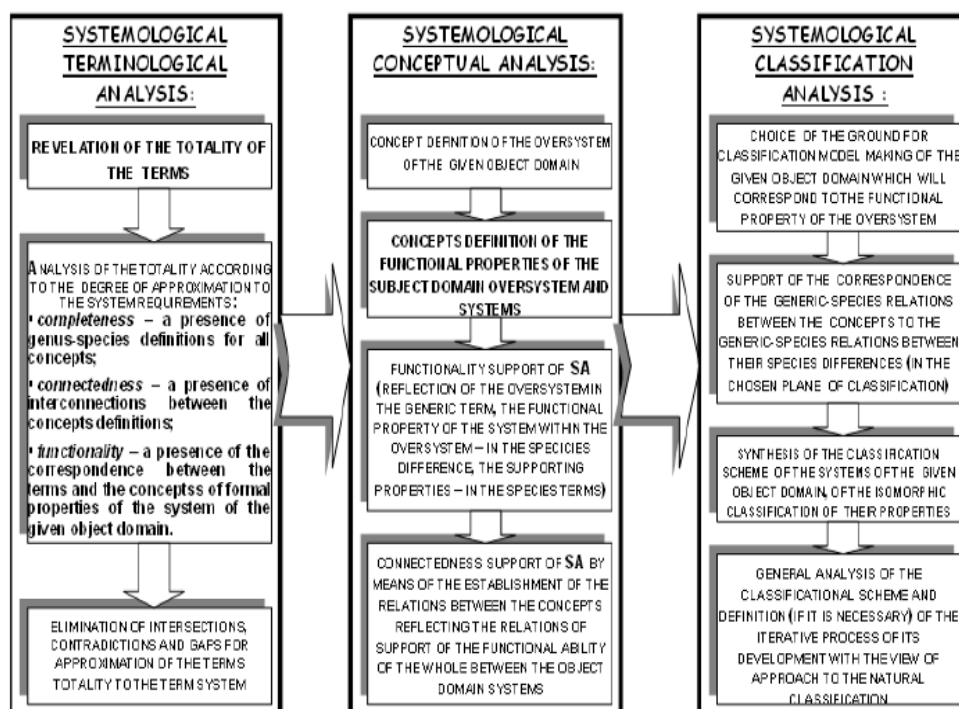 SYSTEMOLOGICAL
TERMINOLOGICAL
ANALYSIS:
REVELATION OF THE TOTALITY OF
THE TERMS
ANALYSIS OF THE TOTALITY ACCORDING
TO THE DEGREE OF APPROXIMATION
TO THE SYSTEM REQUIREMENTS:
• completeness – a presence of
genus-species definitions for all
concepts;
• connectedness – a presence of
interconnections between the
concepts definitions;
• functionality – a presence of the
correspondence between the
terms and the conceptss of formal
properties of the system of the
given object domain.
ELIMINATION OF INTERSECTIONS,
CONTRADICTIONS AND GAPS FOR
APPROXIMATION OF THE TERMS
TOTALITY TO THE TERM SYSTEM
SYSTEMOLOGICAL
CONCEPTUAL ANALYSIS:
CONCEPT DEFINITION OF THE OVERSYSTEM
OF THE GIVEN OBJECT DOMAIN
CONCEPTS DEFINITION OF THE
FUNCTIONAL PROPERTIES OF THE
SUBJECT DOMAIN OVERSYSTEM AND
SYSTEMS
FUNCTIONALITY SUPPORT OF SA
(REFLECTION OF THE OVERSYSTEM IN
THE GENERIC TERM, THE FUNCTIONAL
PROPERTY OF THE SYSTEM WITHIN THE
OVERSYSTEM – IN THE SPECICIES
DIFFERENCE, THE SUPPORTING
PROPERTIES – IN THE SPECIES TERMS)
CONNECTEDNESS SUPPORT OF SA BY
MEANS OF THE ESTABLISHMENT OF THE
RELATIONS BETWEEN THE CONCEPTS
REFLECTING THE RELATIONS OF
SUPPORT OF THE FUNCTIONAL ABILITY
OF THE WHOLE BETWEEN THE OBJECT
DOMAIN SYSTEMS
SYSTEMOLOGICAL
CLASSIFICATION
ANALYSIS :
CHOICE OF THE GROUND FOR
CLASSIFICATION MODEL MAKING OF THE
GIVEN OBJECT DOMAIN WHICH WILL
CORRESPOND TO THE FUNCTIONAL
PROPERTY OF THE OVERSYSTEM
SUPPORT OF THE CORRESPONDENCE
OF THE GENERIC-SPECIES RELATIONS
BETWEEN THE CONCEPTS TO THE
GENERIC-SPECIES RELATIONS BETWEEN
THEIR SPECIES DIFFERENCES (IN THE
CHOSEN PLANE OF CLASSIFICATION)
SYNTHESIS OF THE CLASSIFICATION
SCHEME OF THE SYSTEMS OF THE GIVEN
OBJECT DOMAIN, OF THE ISOMORPHIC
CLASSIFICATION OF THEIR PROPERTIES
GENERAL ANALYSIS OF THE
CLASSIFICATIONAL SCHEME AND
DEFINITION (IF IT IS NECESSARY) OF THE
ITERATIVE PROCESS OF ITS
DEVELOPMENT WITH THE VIEW OF
APPROACH TO THE NATURAL
CLASSIFICATION